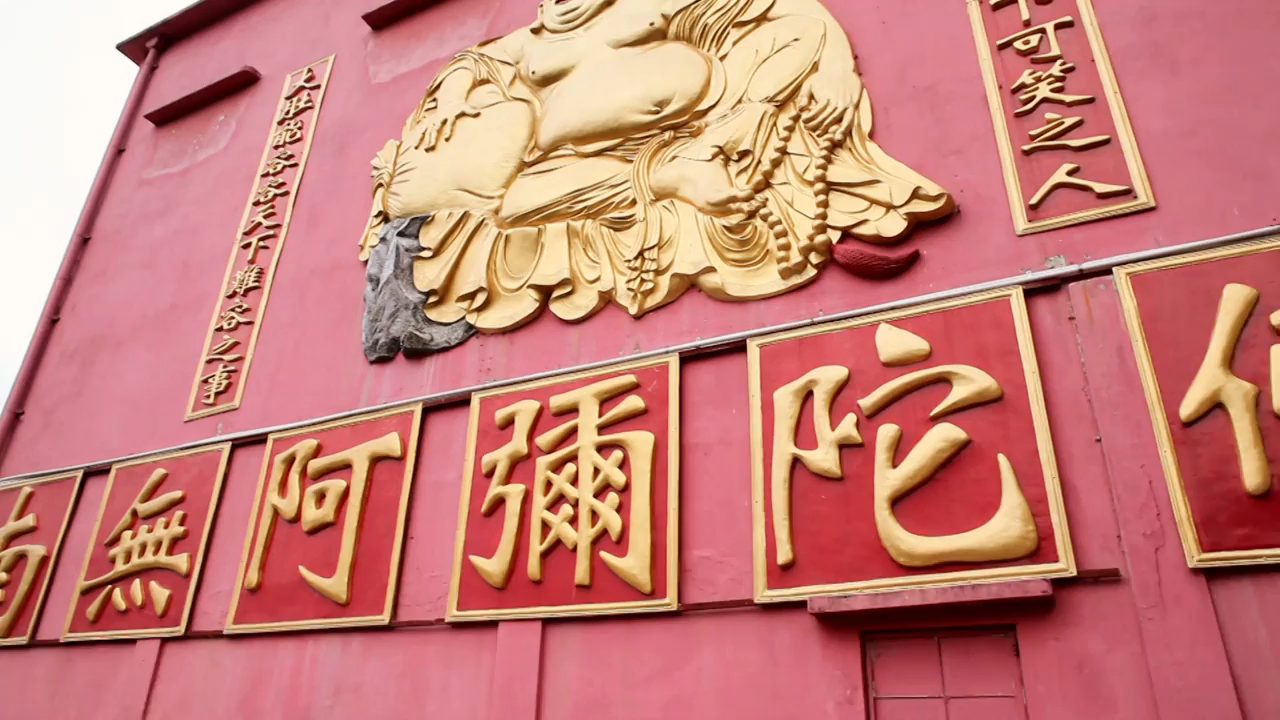 大肚能容容天下難容之事
可笑之人
南無阿彌陀